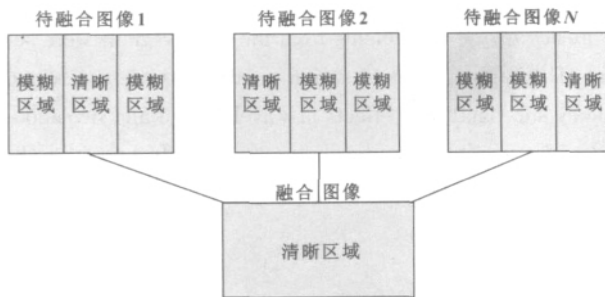 待融合图像1
待融合图像2
待融合图像N
模糊 清晰 模糊
区域 区域 区域
清晰 模糊 模糊
区域 区域 区域
模糊 模糊 清晰
区域 区域 区域
融合图像
清晰区域